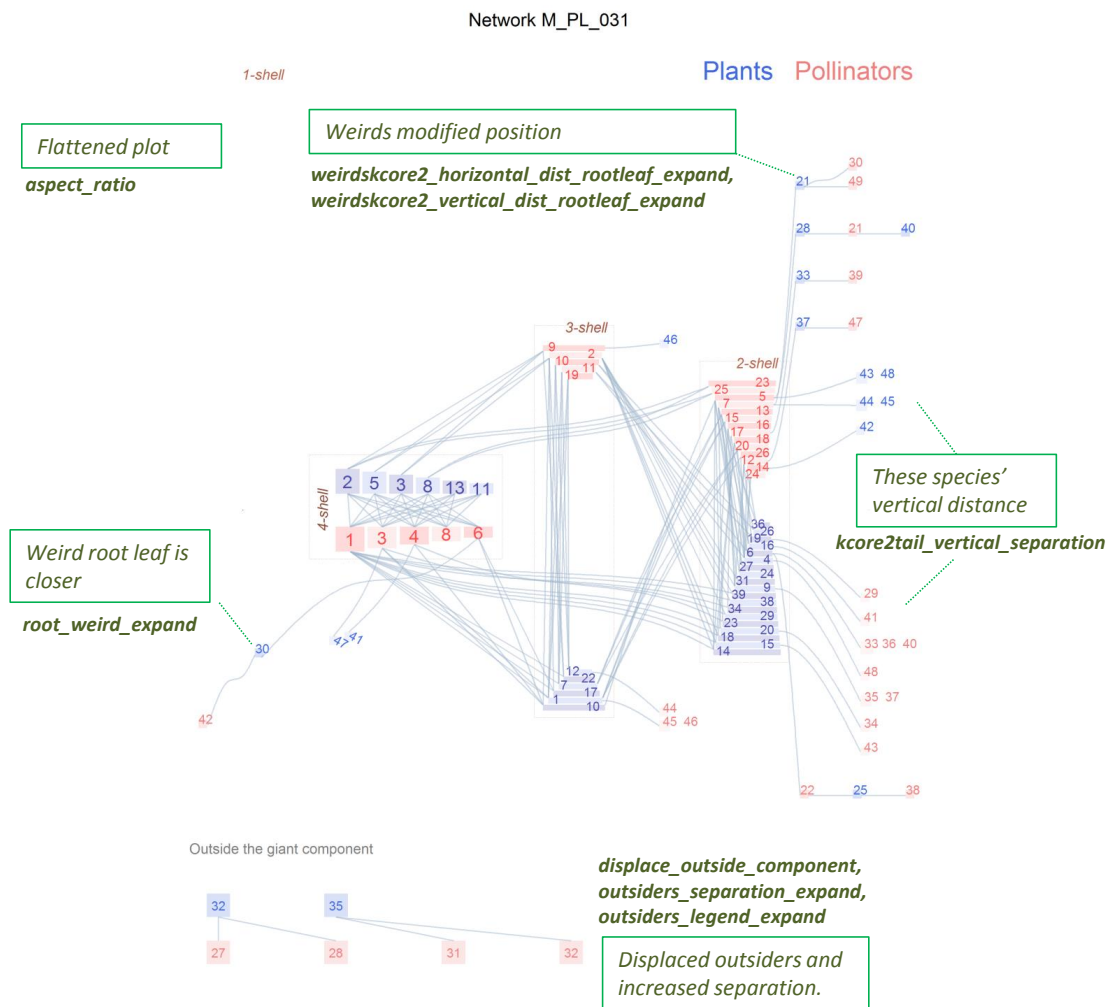 Network M_PL_031
1-shell
Plants Pollinators
Flattened plot
aspect_ratio
Weirds modified position
weirdskcore2_horizontal_dist_rootleaf_expand,
weirdskcore2_vertical_dist_rootleaf_expand
30
21 49
28 21 40
33 39
37 47
3-shell
9 2
10 11
19
46
2-shell
23
25 5
7 13
15 16
17 18
20 26
12 14
24
43 48
44 45
42
4-shell
2 5 3 8 13 11
1 3 4 8 6
These species'
vertical distance
kcore2tail_vertical_separation
Weird root leaf is
closer
root_weird_expand
36 26
19 16
6 4
27 24
31 9
39 38
34 29
23 20
18 15
14
29
41
33 36 40
48
35 37
34
43
30
47 41
42
12 22
7 17
1 10
44
45 46
22 25 38
Outside the giant component
displace_outside_component,
outsiders_separation_expand,
outsiders_legend_expand
32 35
27 28 31 32
Displaced outsiders and
increased separation.